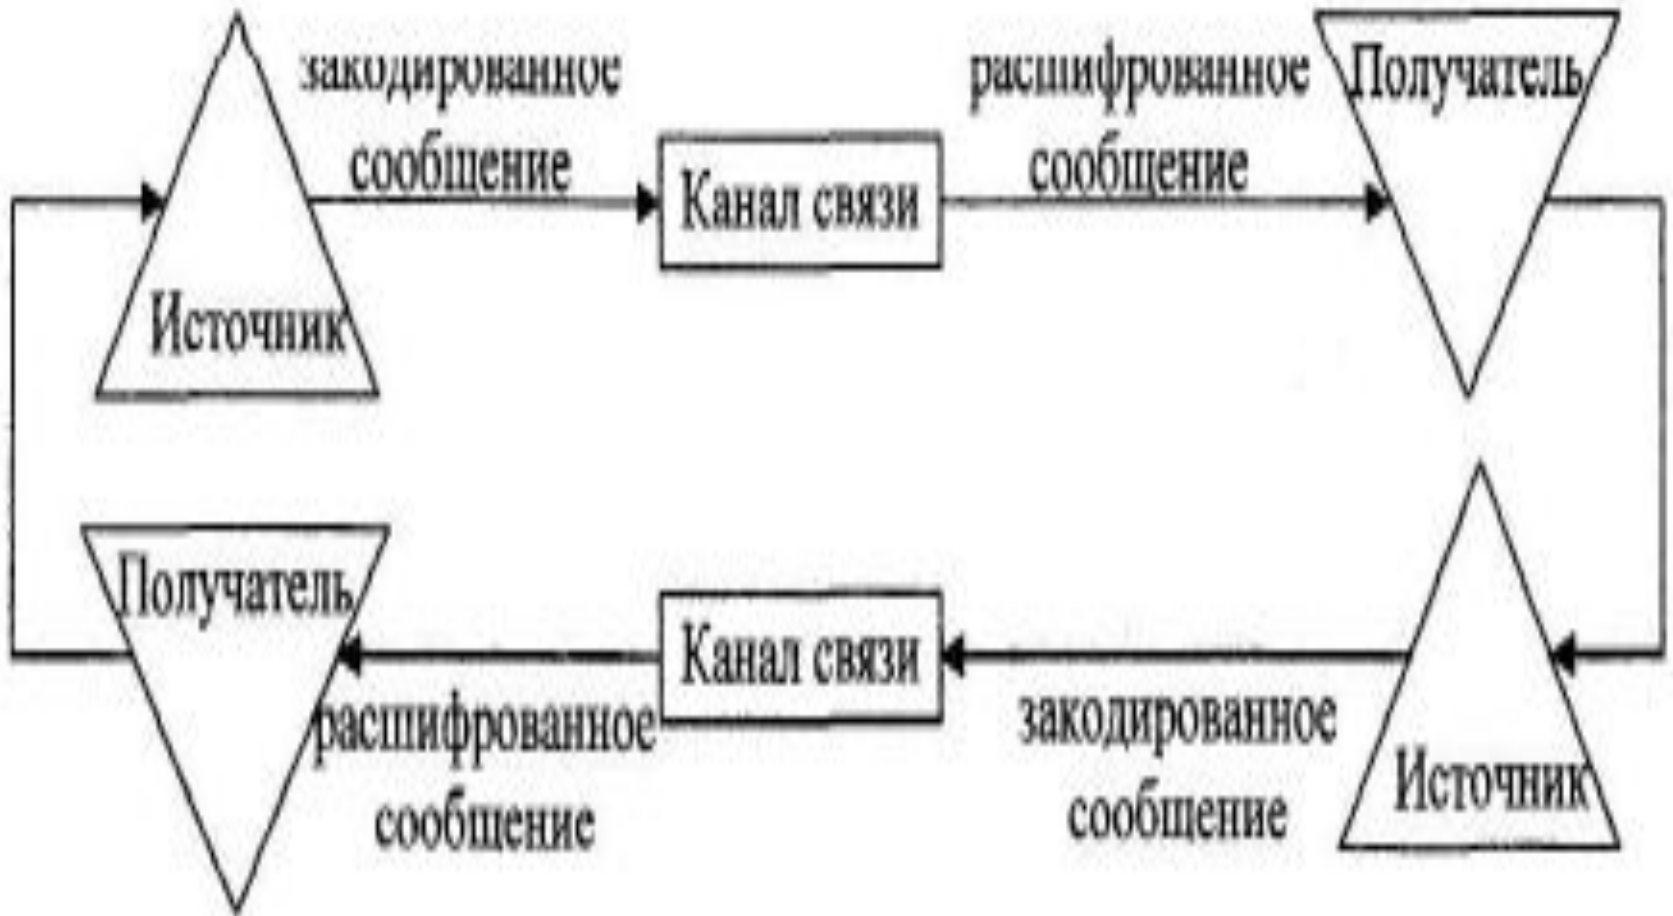 закодированное
сообщение
Канал связи
расшифрованное
сообщение
Получатель
Источник
Получатель
расшифрованное
сообщение
Канал связи
закодированное
сообщение
Источник